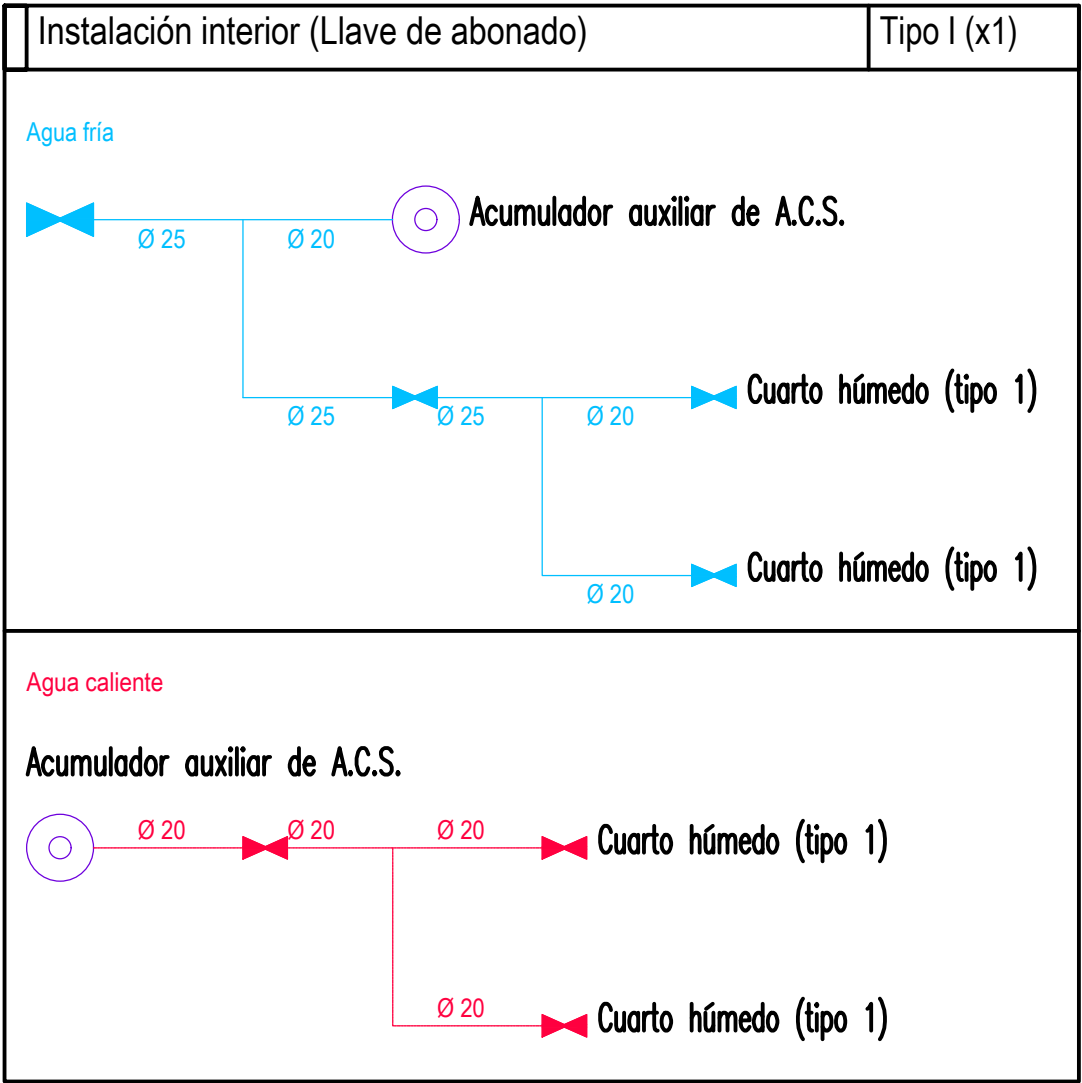 Instalación interior (Llave de abonado) Tipo I (x1)
Agua fría
Acumulador auxiliar de A.C.S.
Ø 25 Ø 20
Cuarto húmedo (tipo 1)
Ø 25 Ø 25 Ø 20
Cuarto húmedo (tipo 1)
Ø 20
Agua caliente
Acumulador auxiliar de A.C.S.
Ø 20 Ø 20 Ø 20
Cuarto húmedo (tipo 1)
Ø 20
Cuarto húmedo (tipo 1)